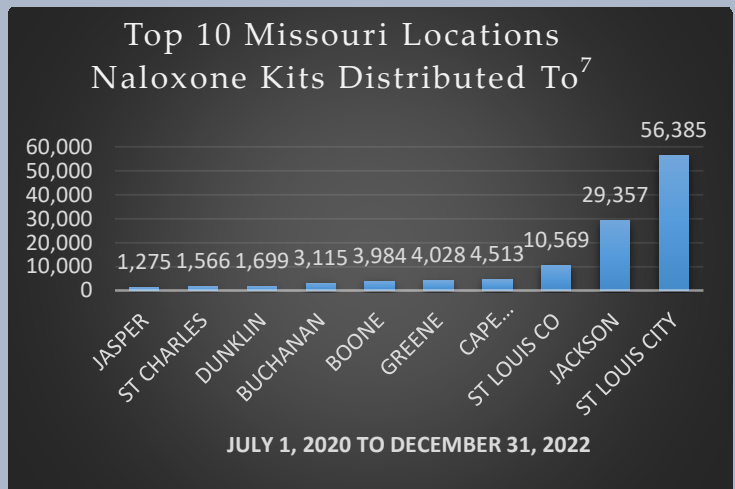 Top 10 Missouri Locations
Naloxone Kits Distributed To7
60,000
50,000
40,000
30,000
20,000
10,000
0
1,275
1,566
1,699
3,115
3,984
4,028
4,513
10,569
29,357
56,385
JASPER
ST CHARLES
DUNKLIN
BUCHANAN
BOONE
GREENE
CAPE...
ST LOUIS CO
JACKSON
ST LOUIS CITY
JULY 1, 2020 TO DECEMBER 31, 2022